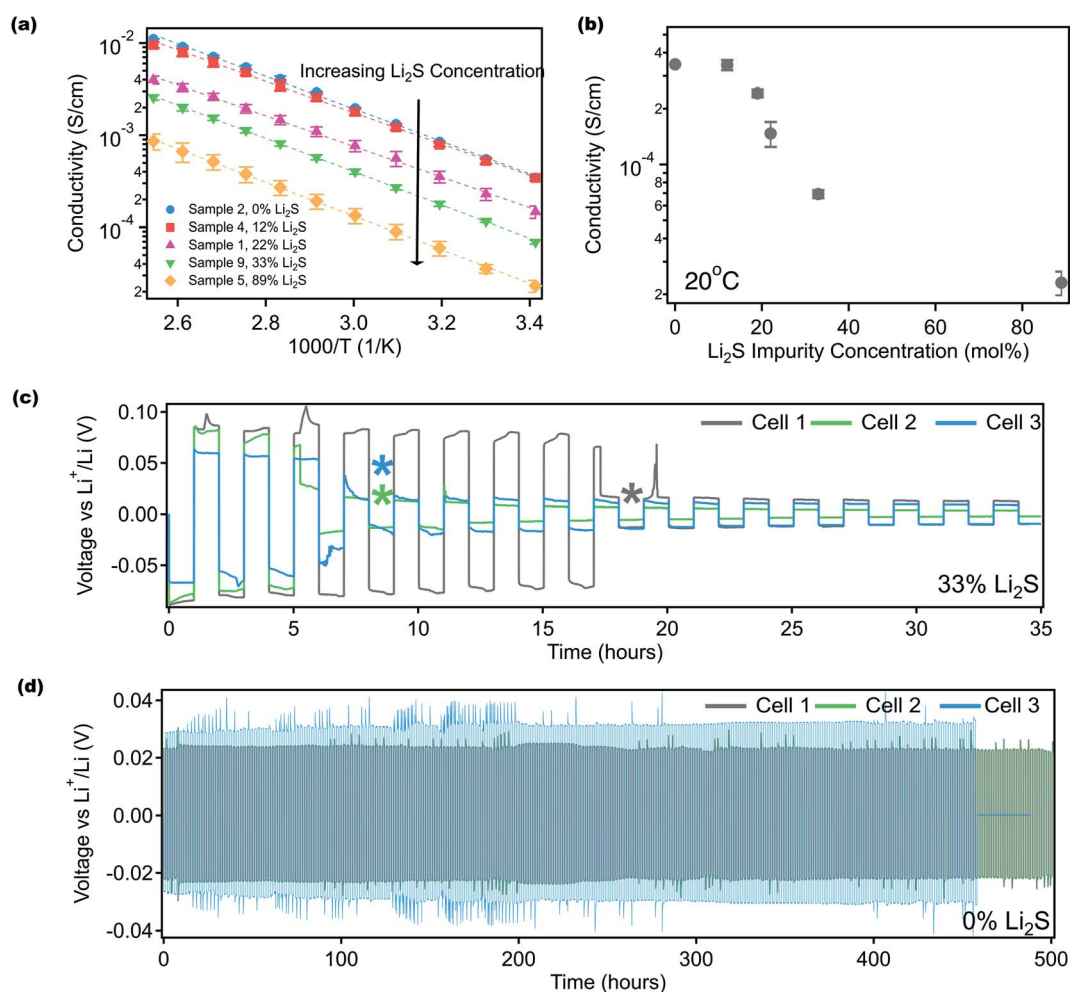 (a)
10⁻²
6
4
2
10⁻³
6
4
2
10⁻⁴
6
4
2
Conductivity (S/cm)
Increasing Li₂S Concentration
Sample 2, 0% Li₂S
Sample 4, 12% Li₂S
Sample 1, 22% Li₂S
Sample 9, 33% Li₂S
Sample 5, 89% Li₂S
2.6 2.8 3.0 3.2 3.4
1000/T (1/K)
(b)
4
2
10⁻⁴
8
6
4
2
Conductivity (S/cm)
20°C
0 20 40 60 80
Li₂S Impurity Concentration (mol%)
(c)
0.10
0.05
0.00
-0.05
Voltage vs Li⁺/Li (V)
Cell 1 Cell 2 Cell 3
*
*
*
33% Li₂S
0 5 10 15 20 25 30 35
Time (hours)
(d)
0.04
0.02
0.00
-0.02
-0.04
Voltage vs Li⁺/Li (V)
Cell 1 Cell 2 Cell 3
0% Li₂S
0 100 200 300 400 500
Time (hours)